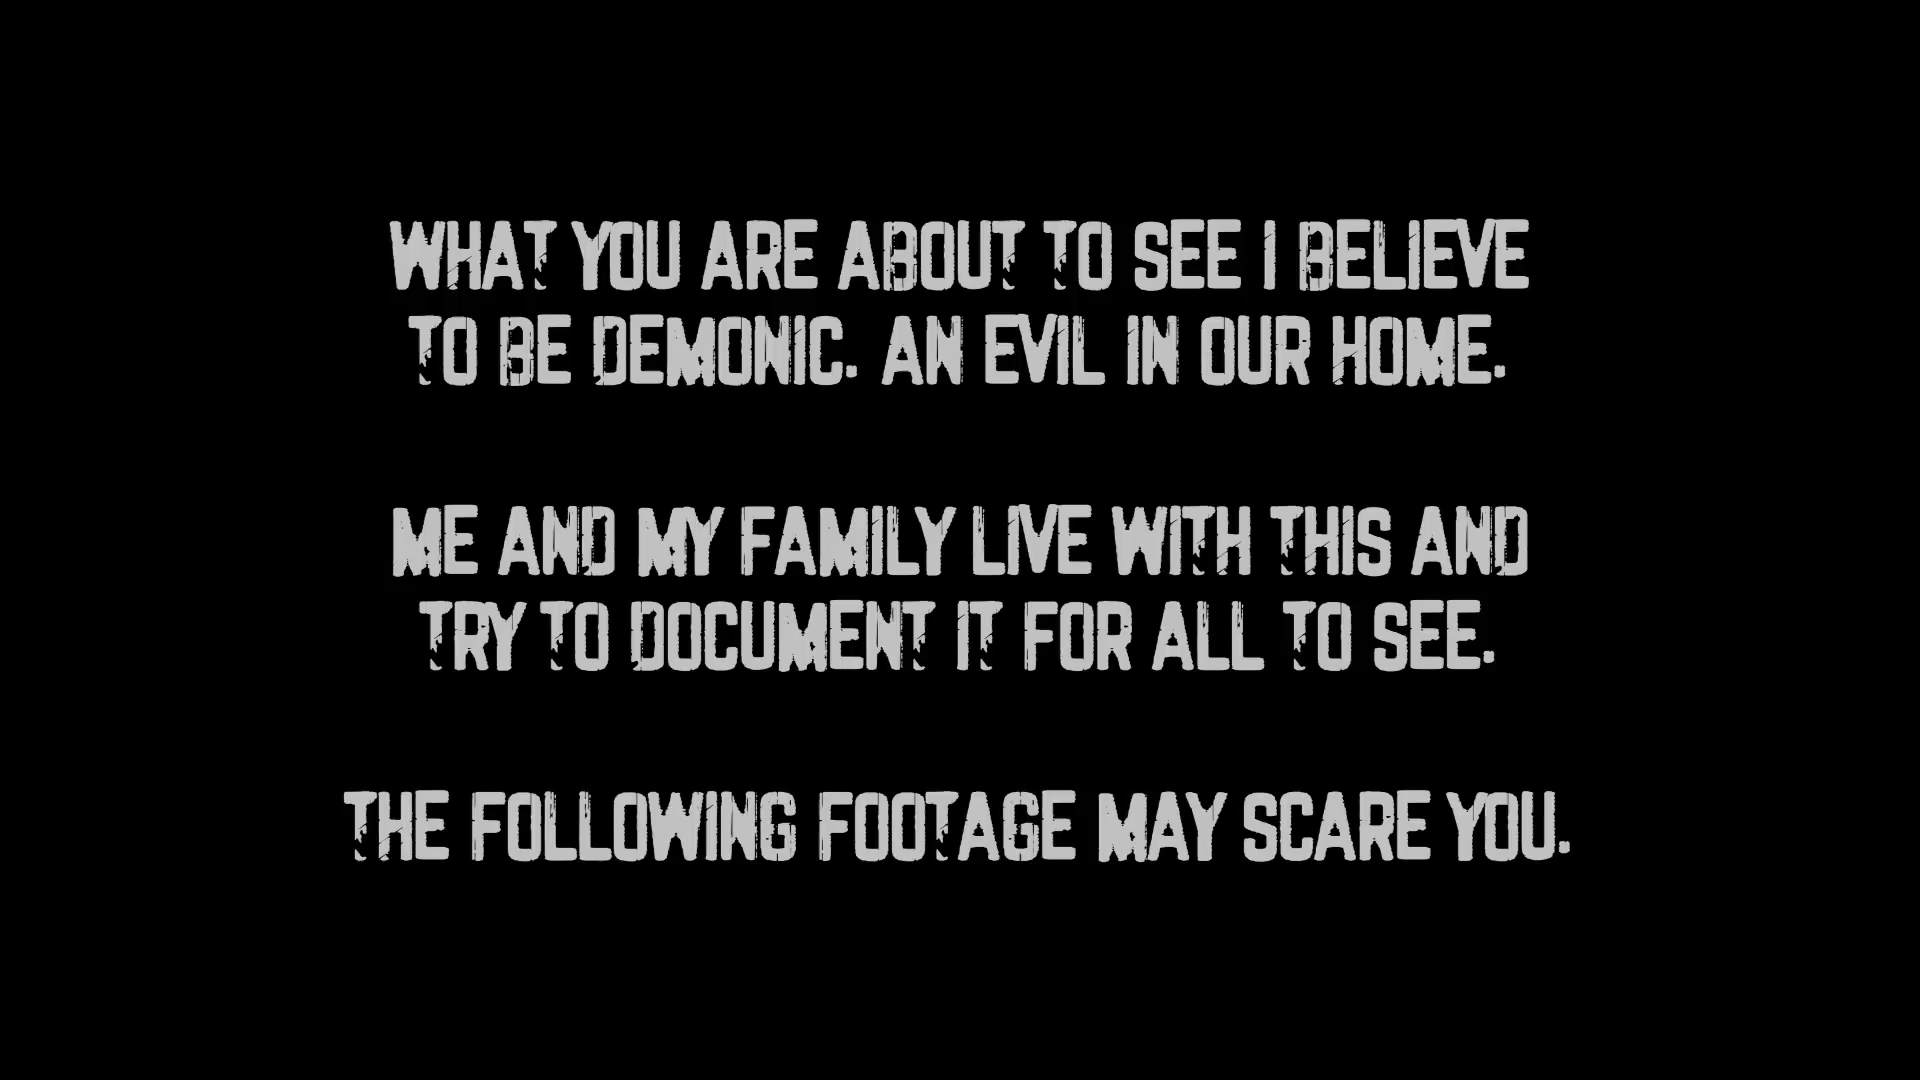 WHAT YOU ARE ABOUT TO SEE I BELIEVE
TO BE DEMONIC. AN EVIL IN OUR HOME.
ME AND MY FAMILY LIVE WITH THIS AND
TRY TO DOCUMENT IT FOR ALL TO SEE.
THE FOLLOWING FOOTAGE MAY SCARE YOU.